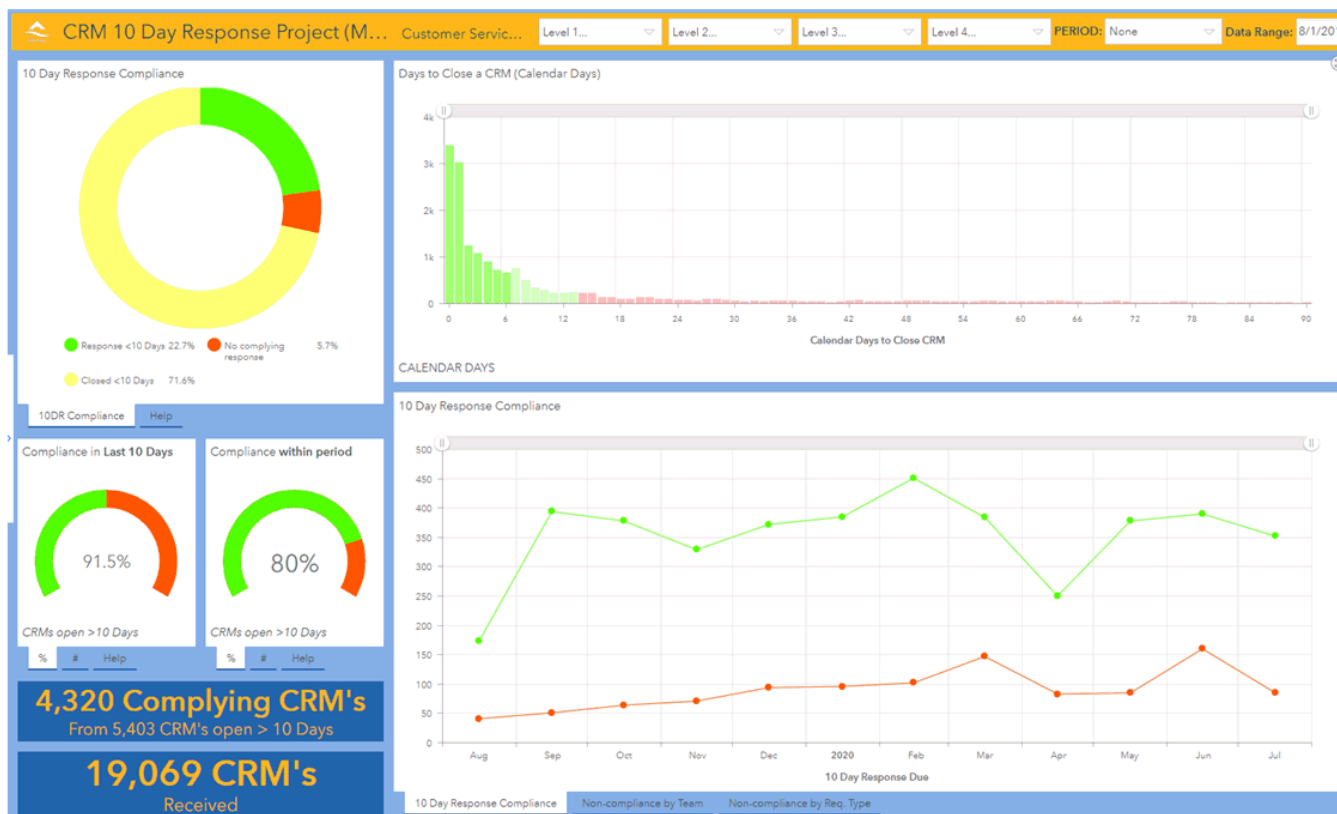 CRM 10 Day Response Project (M...
Customer Servic...
Level 1...
Level 2...
Level 3...
Level 4...
PERIOD:
None
Data Range:
8/1/20
10 Day Response Compliance
Response <10 Days 22.7%
No complying response 5.7%
Closed <10 Days 71.6%
10DR Compliance
Help
Days to Close a CRM (Calendar Days)
4k
3k
2k
1k
0
0 6 12 18 24 30 36 42 48 54 60 66 72 78 84 90
Calendar Days to Close CRM
CALENDAR DAYS
Compliance in Last 10 Days
91.5%
CRMs open >10 Days
% # Help
Compliance within period
80%
CRMs open >10 Days
% # Help
4,320 Complying CRM's
From 5,403 CRM's open > 10 Days
19,069 CRM's
Received
10 Day Response Compliance
500
450
400
350
300
250
200
150
100
50
0
Aug Sep Oct Nov Dec 2020 Feb Mar Apr May Jun Jul
10 Day Response Due
10 Day Response Compliance
Non-compliance by Team
Non-compliance by Req. Type